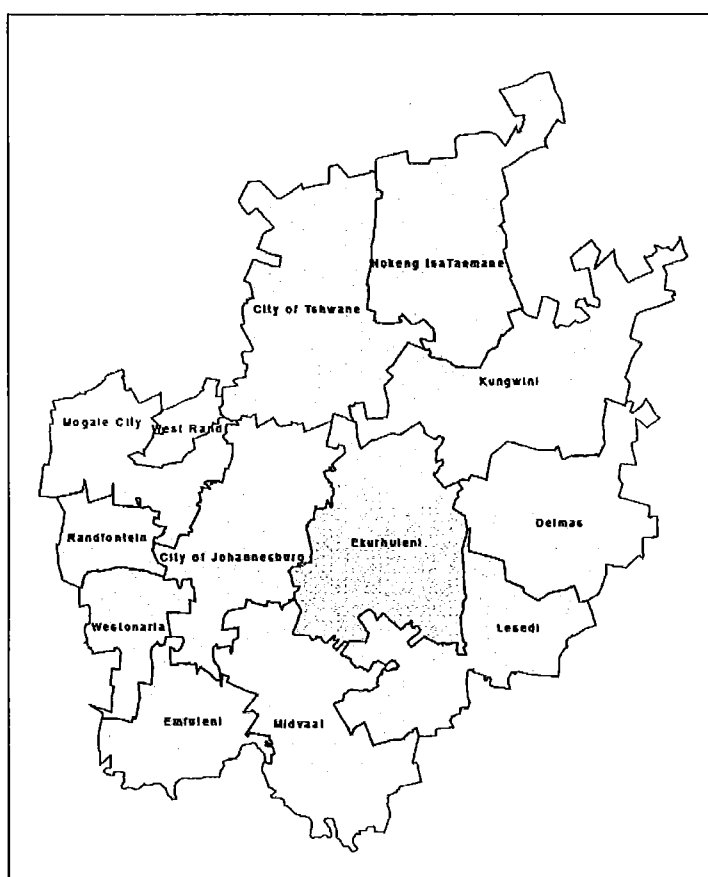 Nokeng tsaTaemane
City of Tshwane
Kungwini
Mogale City
West Rand
Delmas
Randfontein
City of Johannesburg
Ekurhuleni
Westonaria
Lesedi
Emfuleni
Midvaal